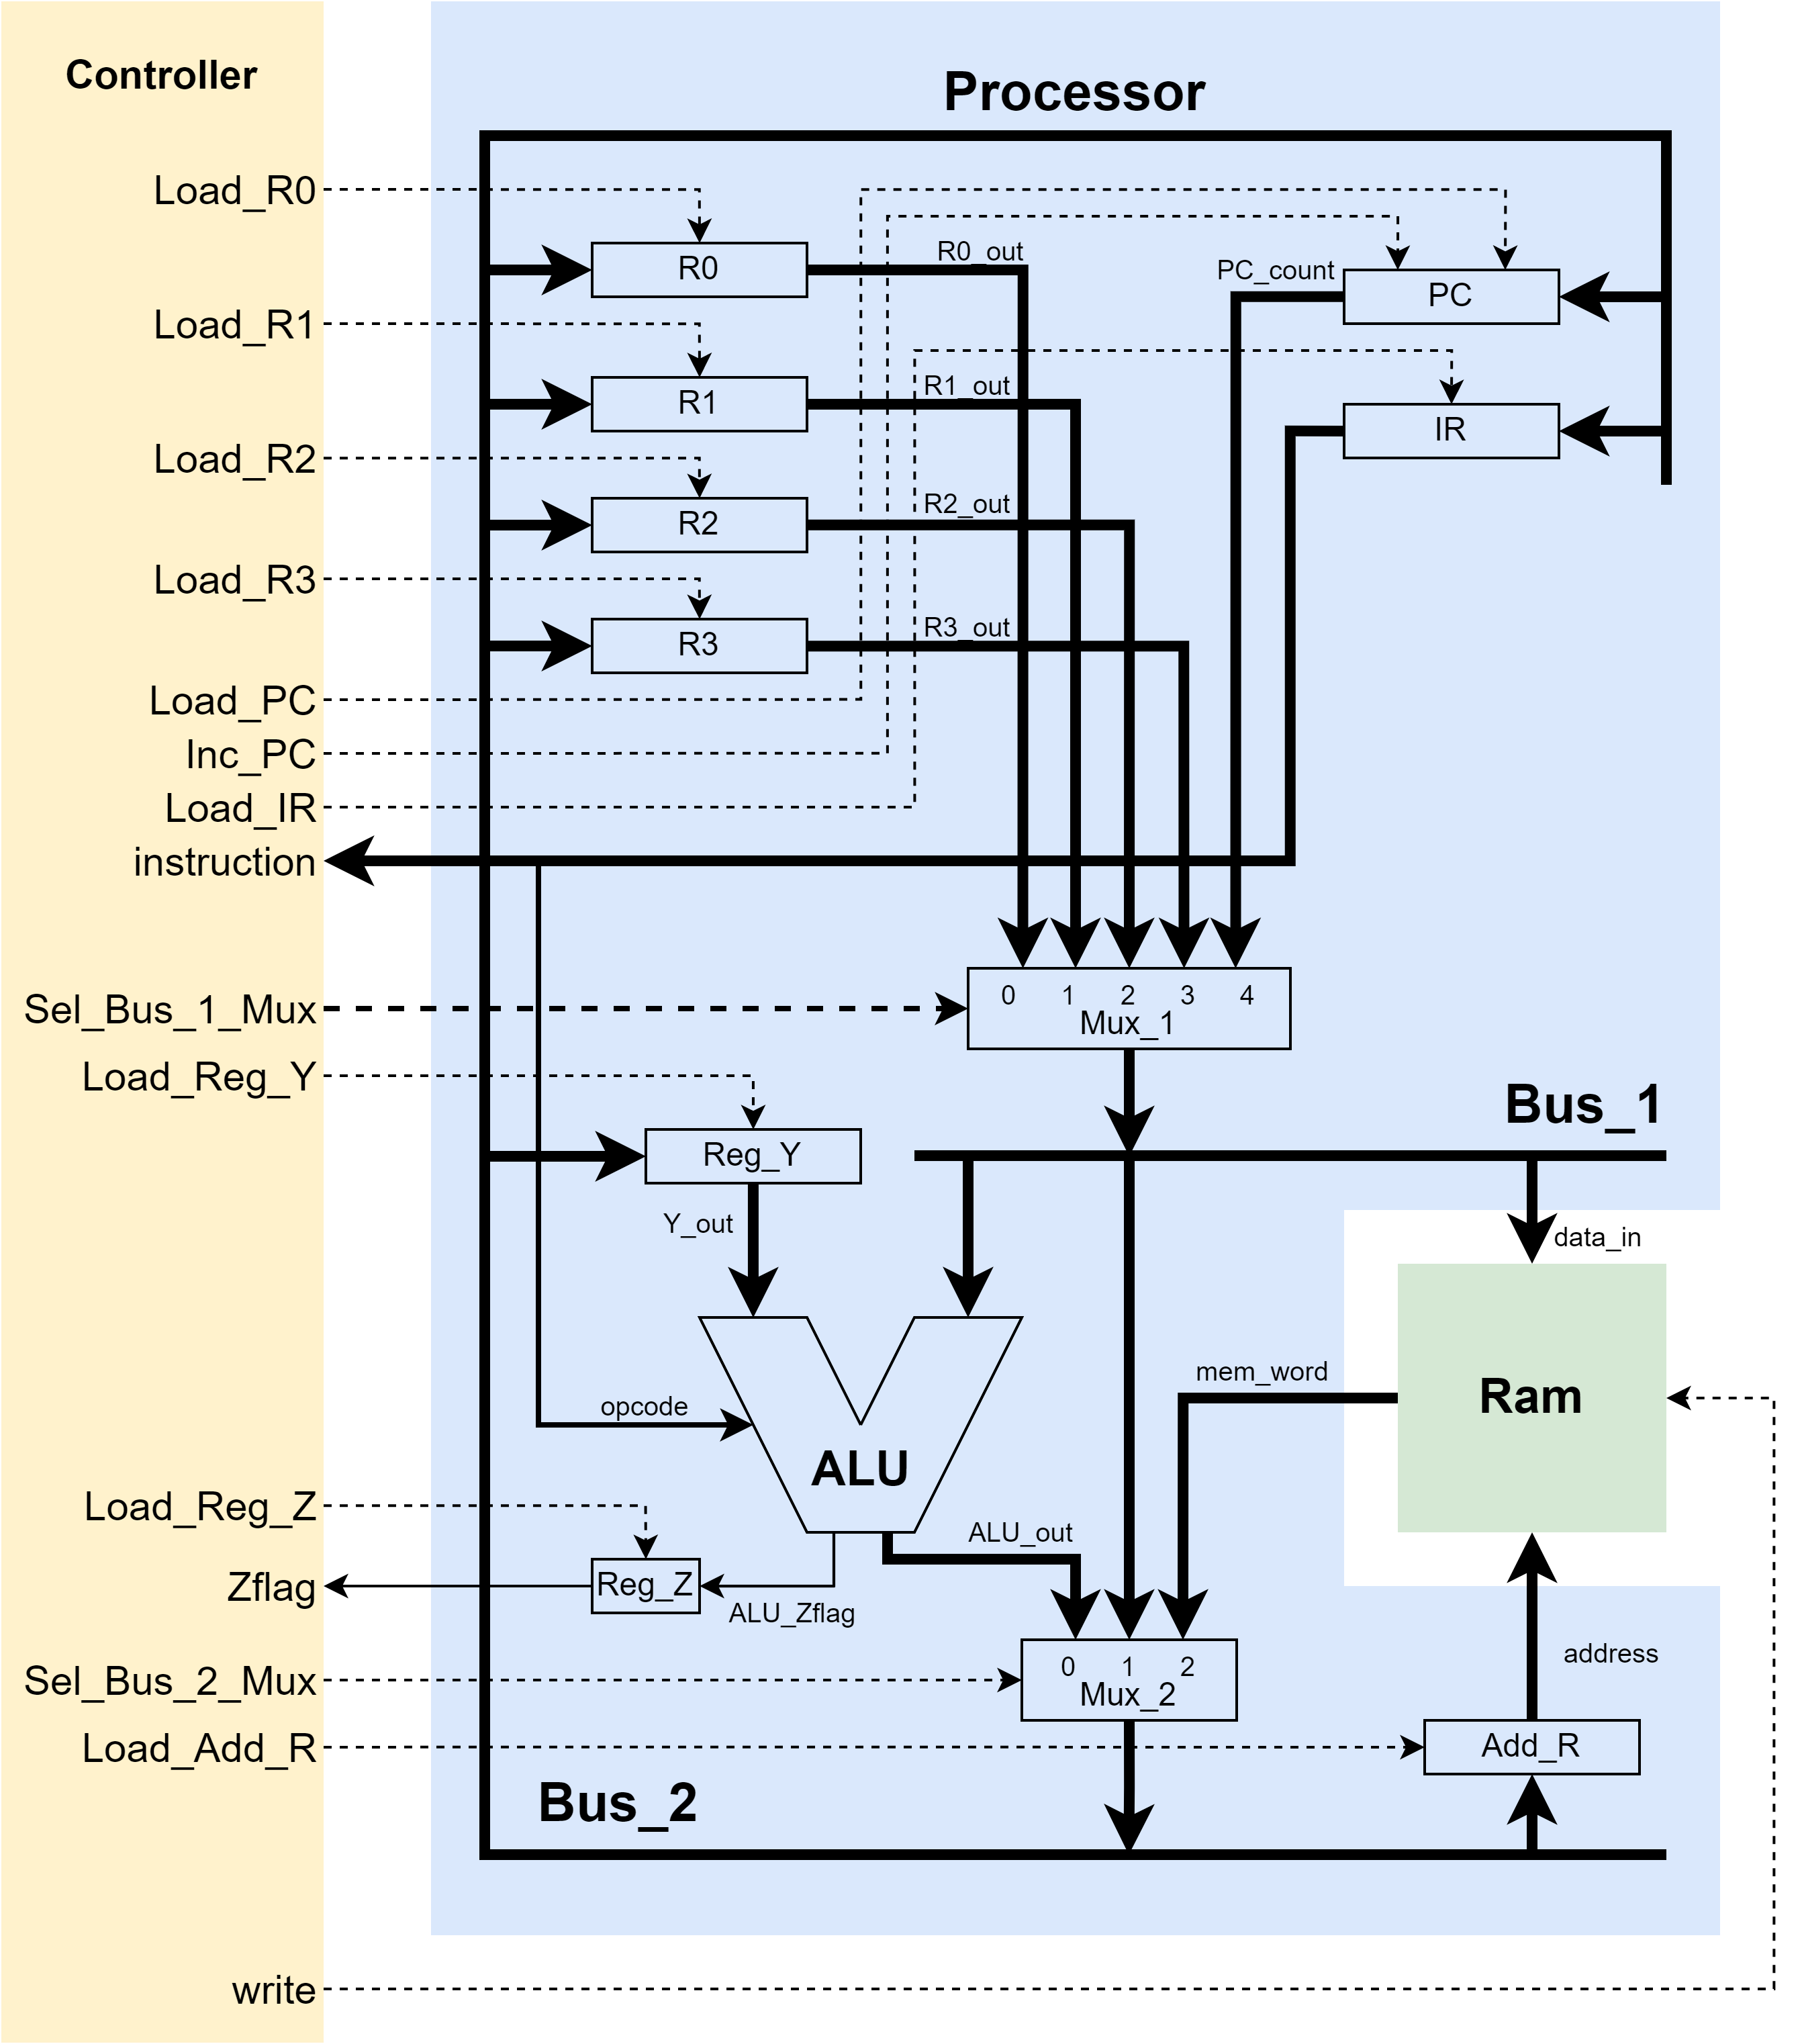 Controller
Processor
Load_R0
R0_out
R0
PC_count
PC
Load_R1
R1_out
R1
IR
Load_R2
R2_out
R2
Load_R3
R3_out
R3
Load_PC
Inc_PC
Load_IR
instruction
Sel_Bus_1_Mux
0 1 2 3 4
Mux_1
Load_Reg_Y
Bus_1
Reg_Y
Y_out
data_in
mem_word
Ram
opcode
ALU
Load_Reg_Z
ALU_out
Zflag
Reg_Z
ALU_Zflag
address
Sel_Bus_2_Mux
0 1 2
Mux_2
Load_Add_R
Add_R
Bus_2
write